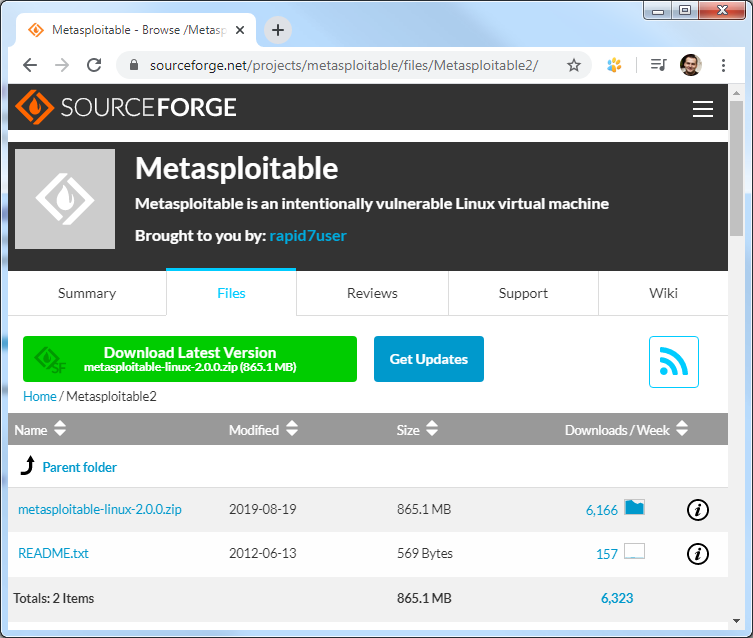 Metasploitable - Browse /Metasp
sourceforge.net/projects/metasploitable/files/Metasploitable2/
SOURCEFORGE
Metasploitable
Metasploitable is an intentionally vulnerable Linux virtual machine
Brought to you by: rapid7user
Summary Files Reviews Support Wiki
Download Latest Version
metasploitable-linux-2.0.0.zip (865.1 MB)
Get Updates
SF
Home / Metasploitable2
Name Modified Size Downloads / Week
Parent folder
metasploitable-linux-2.0.0.zip 2019-08-19 865.1 MB 6,166 i
README.txt 2012-06-13 569 Bytes 157 i
Totals: 2 Items 865.1 MB 6,323